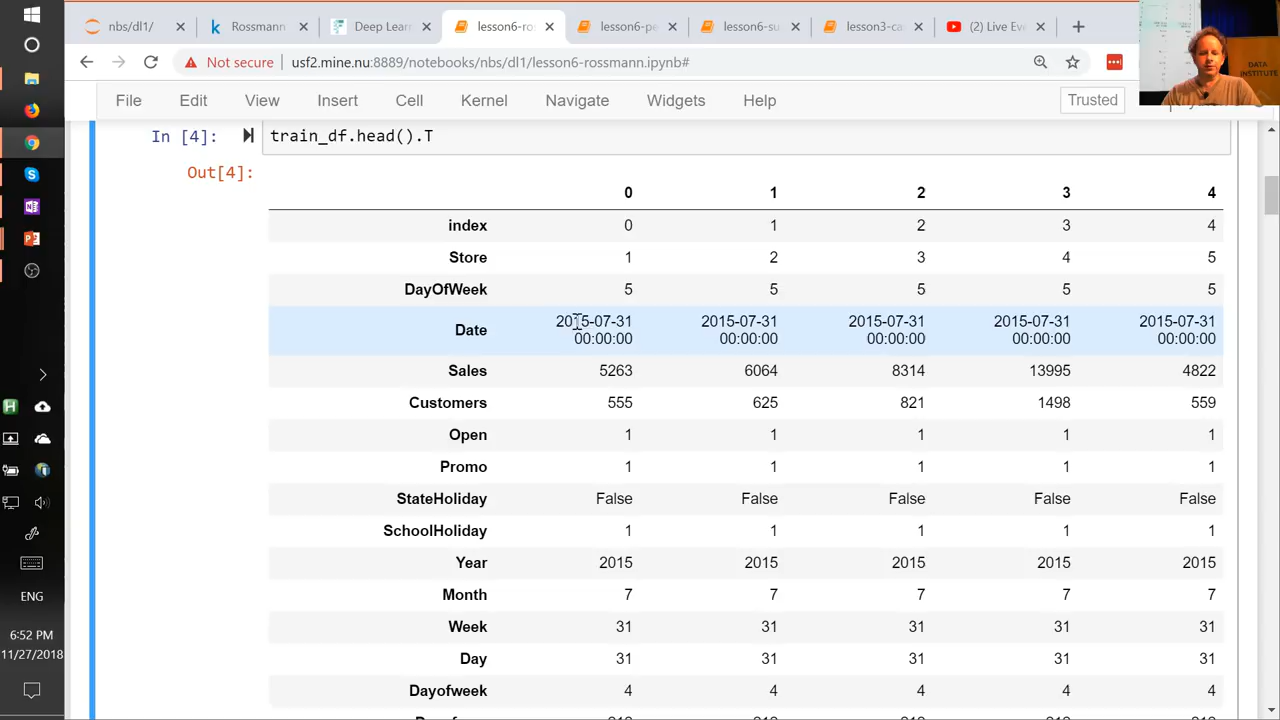 nbs/dl1/
Rossmann
Deep Learn
lesson6-ro
lesson6-pe
lesson6-su
lesson3-ca
(2) Live Eve
Not secure
usf2.mine.nu:8889/notebooks/nbs/dl1/lesson6-rossmann.ipynb#
DATA
INSTITUTE
File Edit View Insert Cell Kernel Navigate Widgets Help
Trusted
In [4]: train_df.head().T
Out[4]:
0 1 2 3 4
index 0 1 2 3 4
Store 1 2 3 4 5
DayOfWeek 5 5 5 5 5
Date 2015-07-31 2015-07-31 2015-07-31 2015-07-31 2015-07-31
00:00:00 00:00:00 00:00:00 00:00:00 00:00:00
Sales 5263 6064 8314 13995 4822
Customers 555 625 821 1498 559
Open 1 1 1 1 1
Promo 1 1 1 1 1
StateHoliday False False False False False
SchoolHoliday 1 1 1 1 1
Year 2015 2015 2015 2015 2015
Month 7 7 7 7 7
Week 31 31 31 31 31
Day 31 31 31 31 31
Dayofweek 4 4 4 4 4
ENG
6:52 PM
11/27/2018